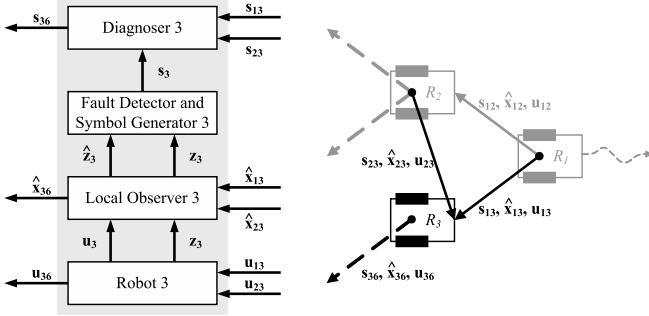 s₃₆
Diagnoser 3
s₁₃
s₂₃
s₃
Fault Detector and
Symbol Generator 3
ẑ₃
z₃
x̂₃₆
Local Observer 3
x̂₁₃
x̂₂₃
u₃
z₃
u₃₆
Robot 3
u₁₃
u₂₃
R₂
s₁₂, x̂₁₂, u₁₂
R₁
s₂₃, x̂₂₃, u₂₃
s₁₃, x̂₁₃, u₁₃
R₃
s₃₆, x̂₃₆, u₃₆